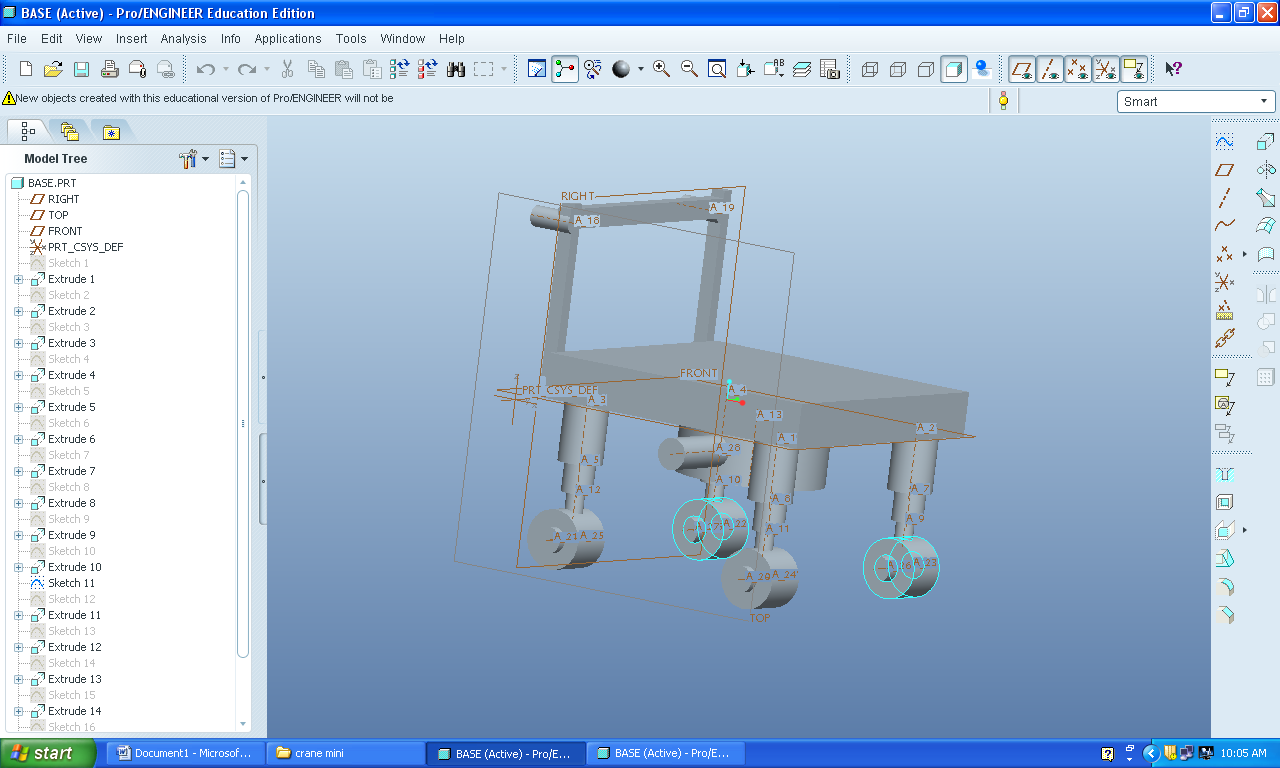 BASE (Active) - Pro/ENGINEER Education Edition
File Edit View Insert Analysis Info Applications Tools Window Help
New objects created with this educational version of Pro/ENGINEER will not be
Smart
Model Tree
BASE.PRT
RIGHT
TOP
FRONT
PRT_CSYS_DEF
Sketch 1
Extrude 1
Sketch 2
Extrude 2
Sketch 3
Extrude 3
Sketch 4
Extrude 4
Sketch 5
Extrude 5
Sketch 6
Extrude 6
Sketch 7
Extrude 7
Sketch 8
Extrude 8
Sketch 9
Extrude 9
Sketch 10
Extrude 10
Sketch 11
Sketch 12
Extrude 11
Sketch 13
Extrude 12
Sketch 14
Extrude 13
Sketch 15
Extrude 14
Sketch 16
RIGHT
A_19
A_18
FRONT
PRT_CSYS_DEF
A_4
A_3
A_13
A_2
A_1
A_28
A_5
A_10
A_12
A_7
A_8
A_9
A_22
A_11
A_21 A_25
A_23
A_24
TOP
start
Document1 - Microsof...
crane mini
BASE (Active) - Pro/E...
BASE (Active) - Pro/E...
10:05 AM